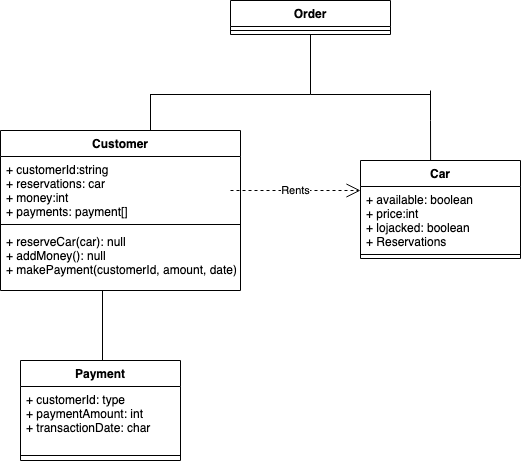 Order
Customer
+ customerId:string
+ reservations: car
+ money:int
+ payments: payment[]
+ reserveCar(car): null
+ addMoney(): null
+ makePayment(customerId, amount, date)
Rents
Car
+ available: boolean
+ price:int
+ lojacked: boolean
+ Reservations
Payment
+ customerId: type
+ paymentAmount: int
+ transactionDate: char